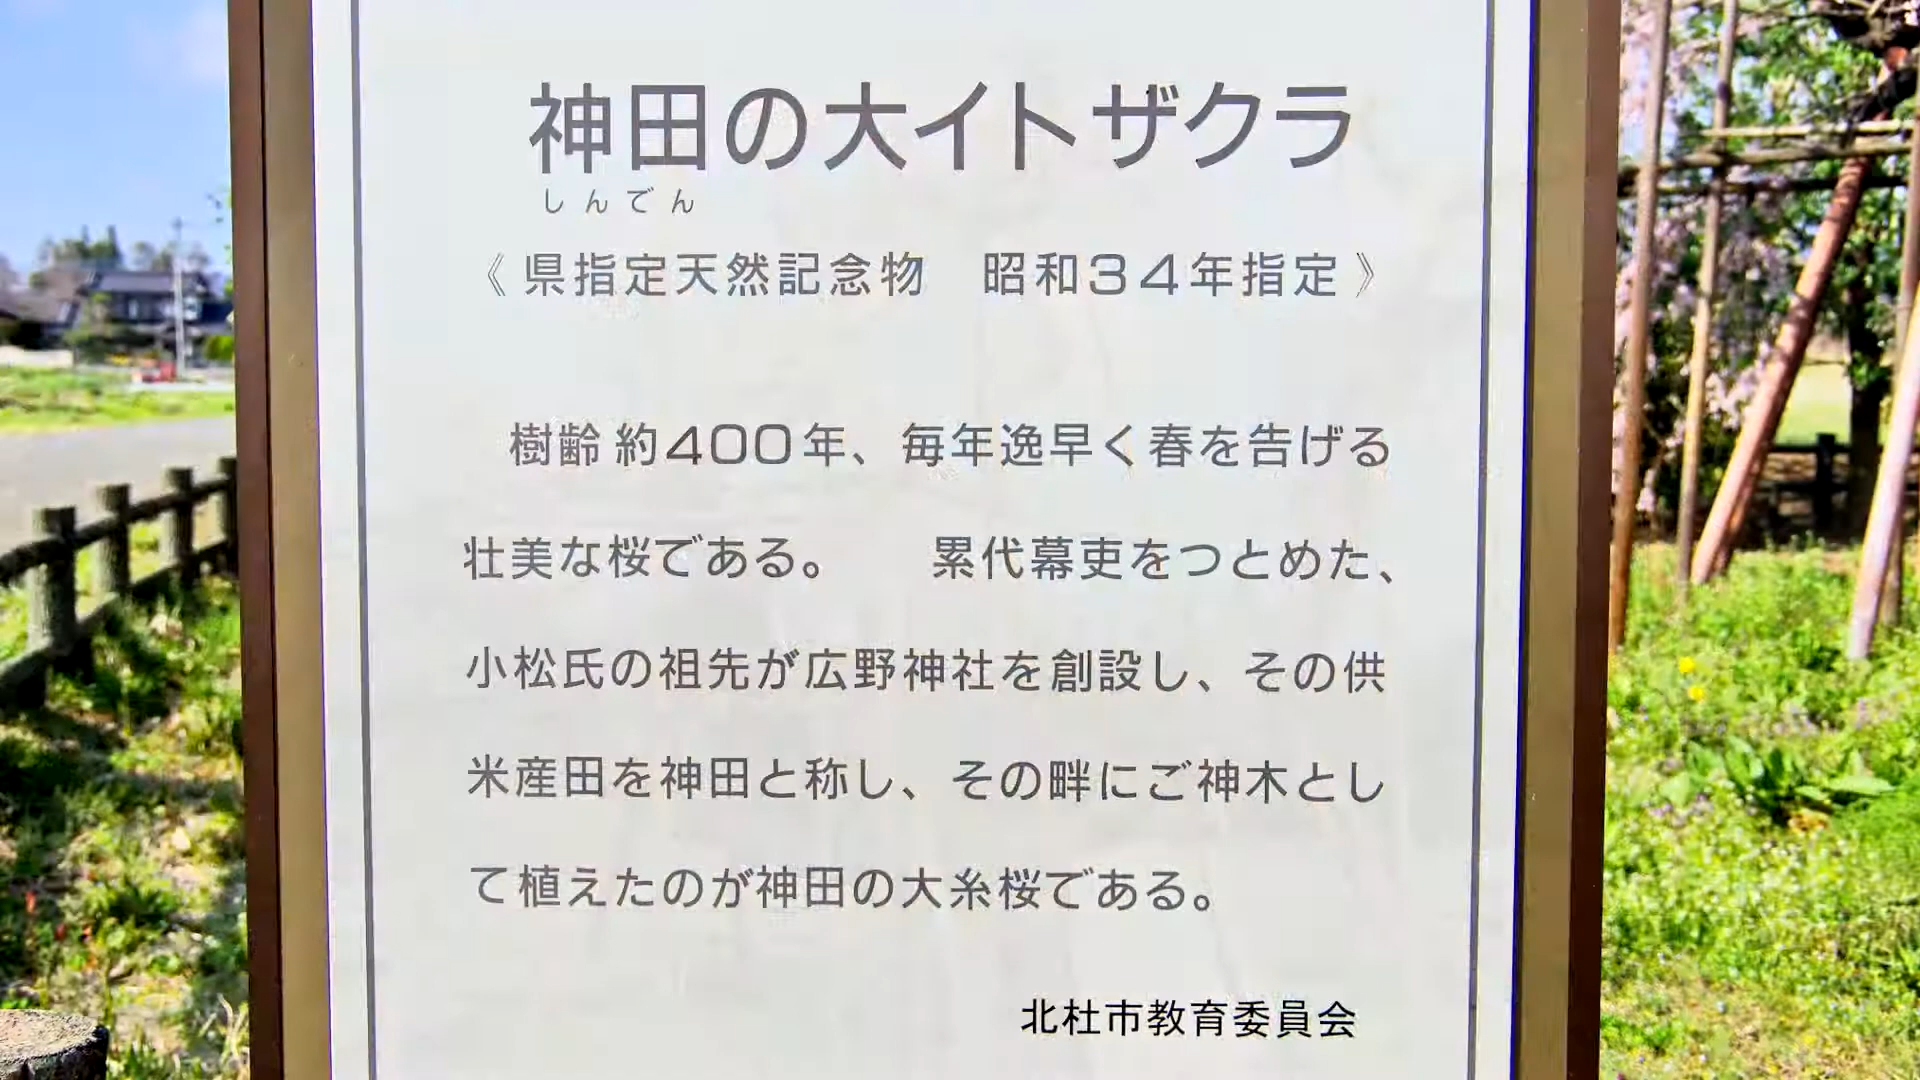 神田の大イトザクラ
しんでん
《県指定天然記念物　昭和34年指定》
樹齢 約400年、毎年逸早く春を告げる
壮美な桜である。　　累代幕吏をつとめた、
小松氏の祖先が広野神社を創設し、その供
米産田を神田と称し、その畔にご神木とし
て植えたのが神田の大糸桜である。
北杜市教育委員会